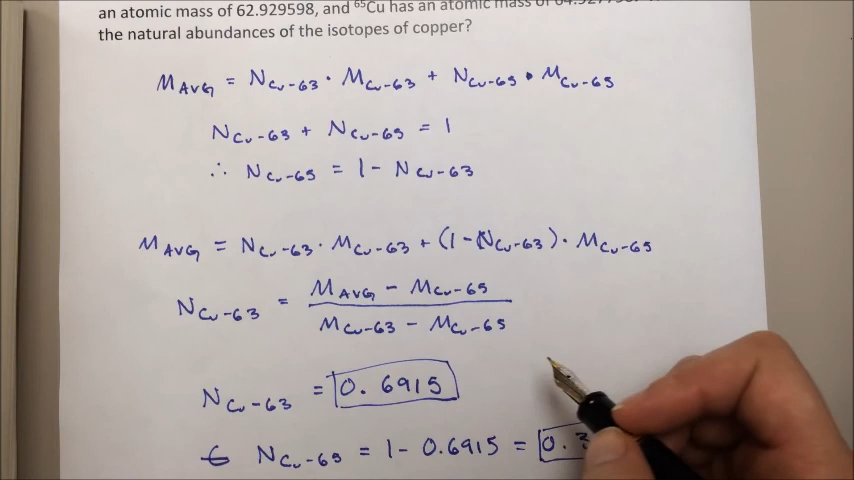 an atomic mass of 62.929598, and ⁶⁵Cu has an atomic mass of
the natural abundances of the isotopes of copper?
M_AVG = N_Cu-63 · M_Cu-63 + N_Cu-65 · M_Cu-65
N_Cu-63 + N_Cu-65 = 1
∴ N_Cu-65 = 1 - N_Cu-63
M_AVG = N_Cu-63 · M_Cu-63 + (1 - N_Cu-63) · M_Cu-65
N_Cu-63 = (M_AVG - M_Cu-65) / (M_Cu-63 - M_Cu-65)
N_Cu-63 = 0.6915
N_Cu-65 = 1 - 0.6915 = 0.3